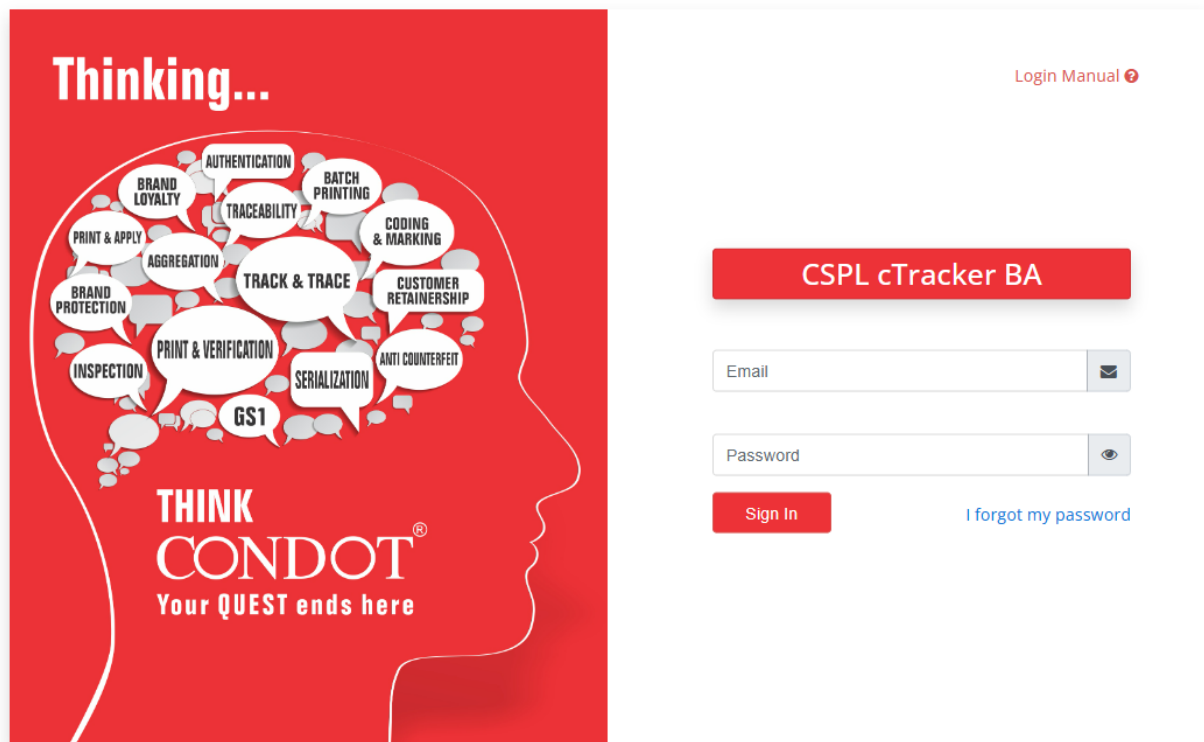 Thinking...
AUTHENTICATION
BRAND
LOYALTY
BATCH
PRINTING
TRACEABILITY
PRINT & APPLY
CODING
& MARKING
AGGREGATION
TRACK & TRACE
BRAND
PROTECTION
CUSTOMER
RETAINERSHIP
PRINT & VERIFICATION
INSPECTION
ANTI COUNTERFEIT
SERIALIZATION
GS1
THINK
CONDOT®
Your QUEST ends here
Login Manual
CSPL cTracker BA
Email
Password
Sign In
I forgot my password